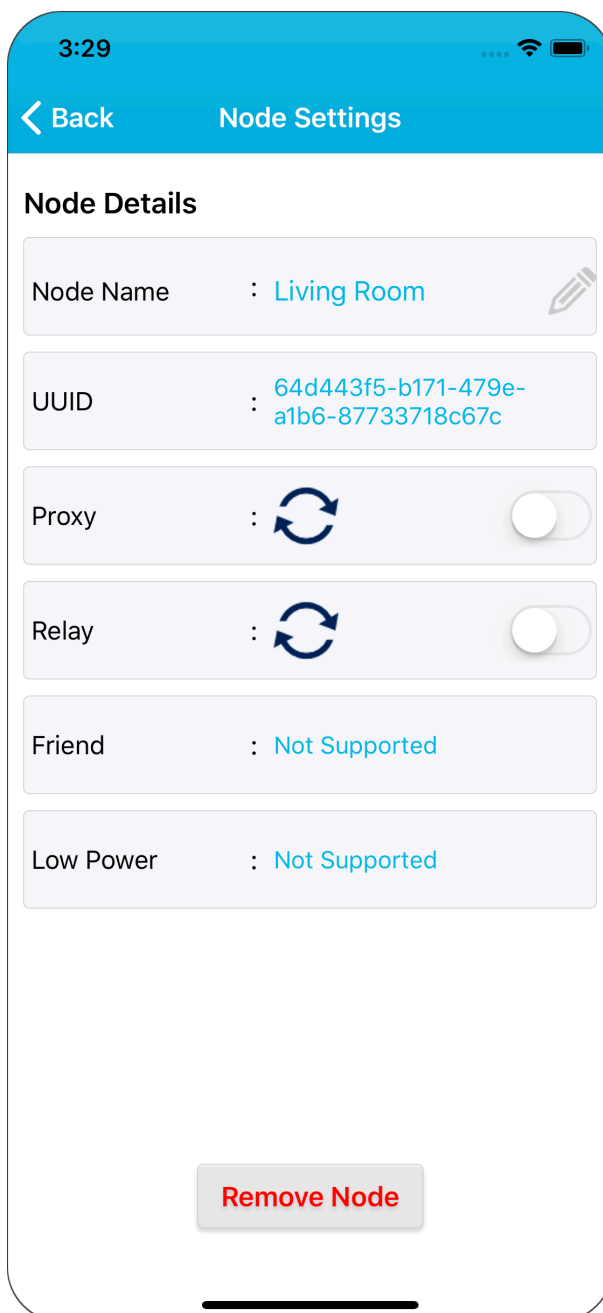 3:29
Back Node Settings
Node Details
Node Name : Living Room
UUID : 64d443f5-b171-479e-
a1b6-87733718c67c
Proxy :
Relay :
Friend : Not Supported
Low Power : Not Supported
Remove Node